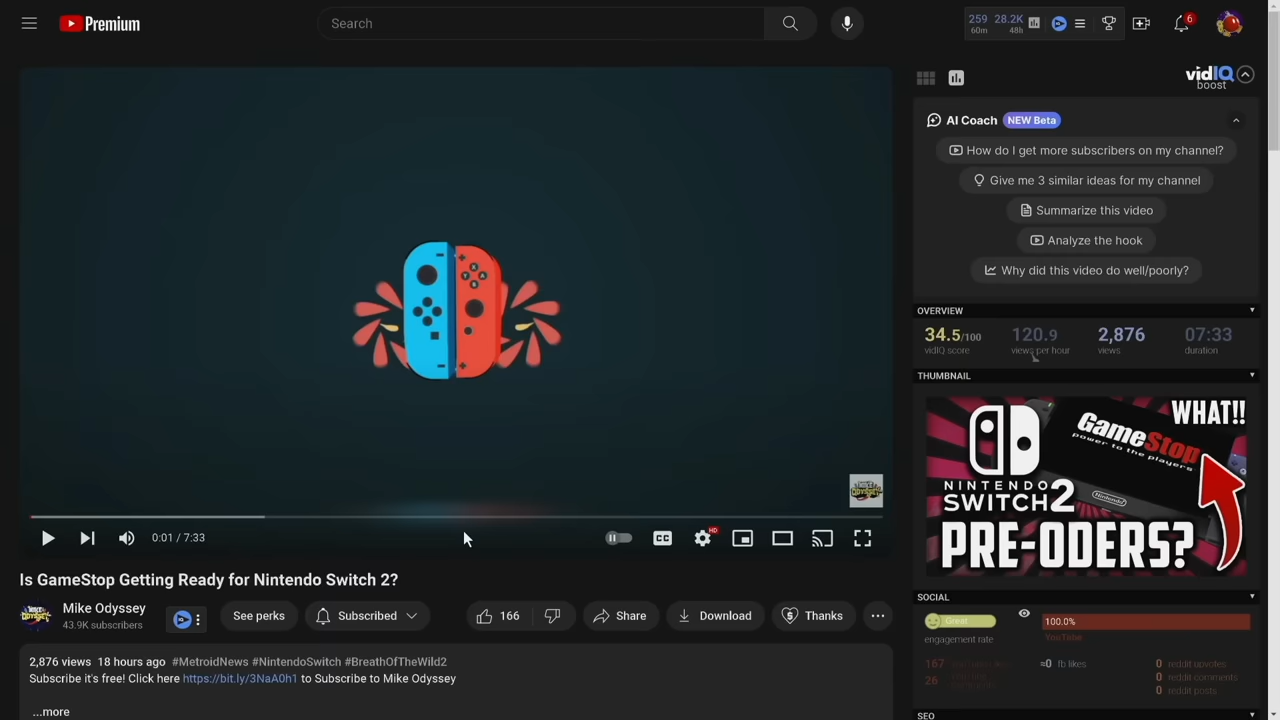 Premium
Search
259
60m
28.2K
48h
6
vidIQ
boost
AI Coach NEW Beta
How do I get more subscribers on my channel?
Give me 3 similar ideas for my channel
Summarize this video
Analyze the hook
Why did this video do well/poorly?
OVERVIEW
34.5/100
vidIQ score
120.9
views per hour
2,876
views
07:33
duration
THUMBNAIL
WHAT!!
GameStop
power to the players
NINTENDO
SWITCH 2
Nintendo
PRE-ODERS?
0:01 / 7:33
CC
HD
Is GameStop Getting Ready for Nintendo Switch 2?
Mike Odyssey
43.9K subscribers
See perks
Subscribed
166
Share
Download
Thanks
2,876 views 18 hours ago #MetroidNews #NintendoSwitch #BreathOfTheWild2
Subscribe it's free! Click here https://bit.ly/3NaA0h1 to Subscribe to Mike Odyssey
...more
SOCIAL
Great
engagement rate
100.0%
YouTube
167
26
≈0 fb likes
0 reddit upvotes
0 reddit comments
0 reddit posts
SEO